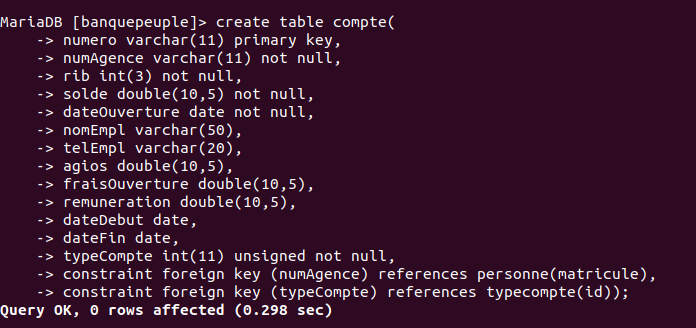 MariaDB [banquepeuple]> create table compte(
    -> numero varchar(11) primary key,
    -> numAgence varchar(11) not null,
    -> rib int(3) not null,
    -> solde double(10,5) not null,
    -> dateOuverture date not null,
    -> nomEmpl varchar(50),
    -> telEmpl varchar(20),
    -> agios double(10,5),
    -> fraisOuverture double(10,5),
    -> remuneration double(10,5),
    -> dateDebut date,
    -> dateFin date,
    -> typeCompte int(11) unsigned not null,
    -> constraint foreign key (numAgence) references personne(matricule),
    -> constraint foreign key (typeCompte) references typecompte(id));
Query OK, 0 rows affected (0.298 sec)